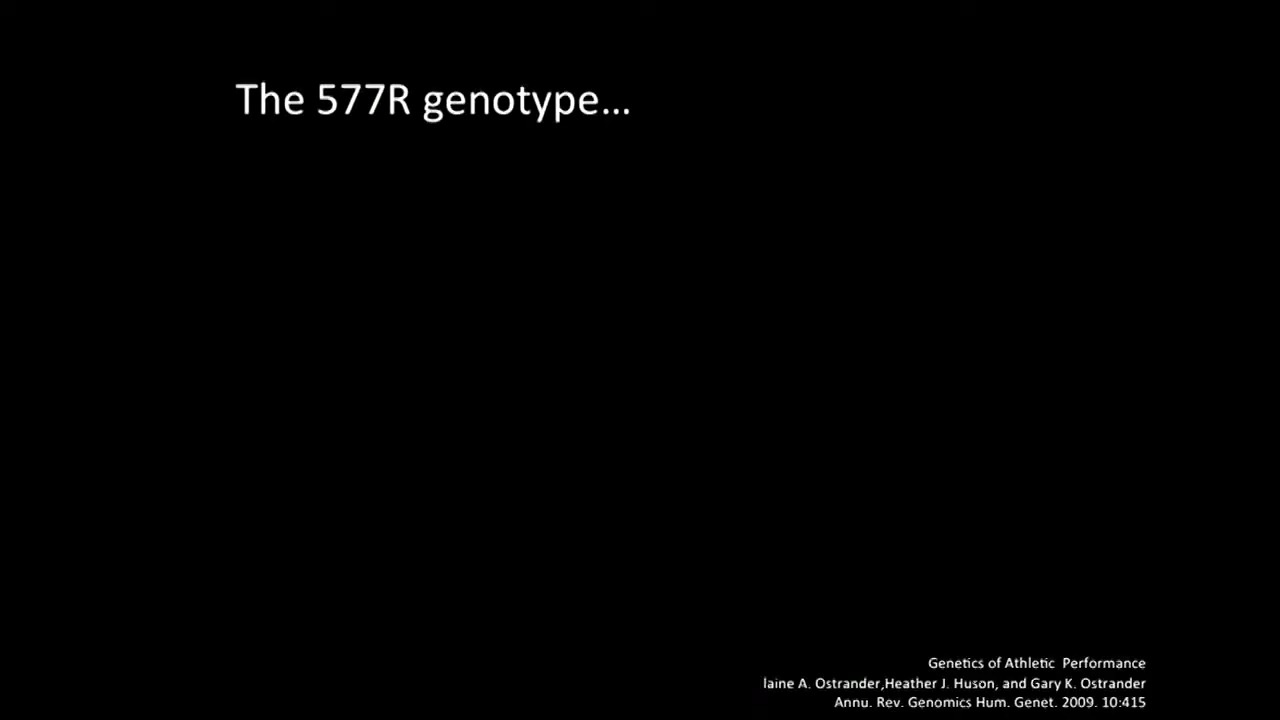 The 577R genotype...
Genetics of Athletic Performance
laine A. Ostrander,Heather J. Huson, and Gary K. Ostrander
Annu. Rev. Genomics Hum. Genet. 2009. 10:415